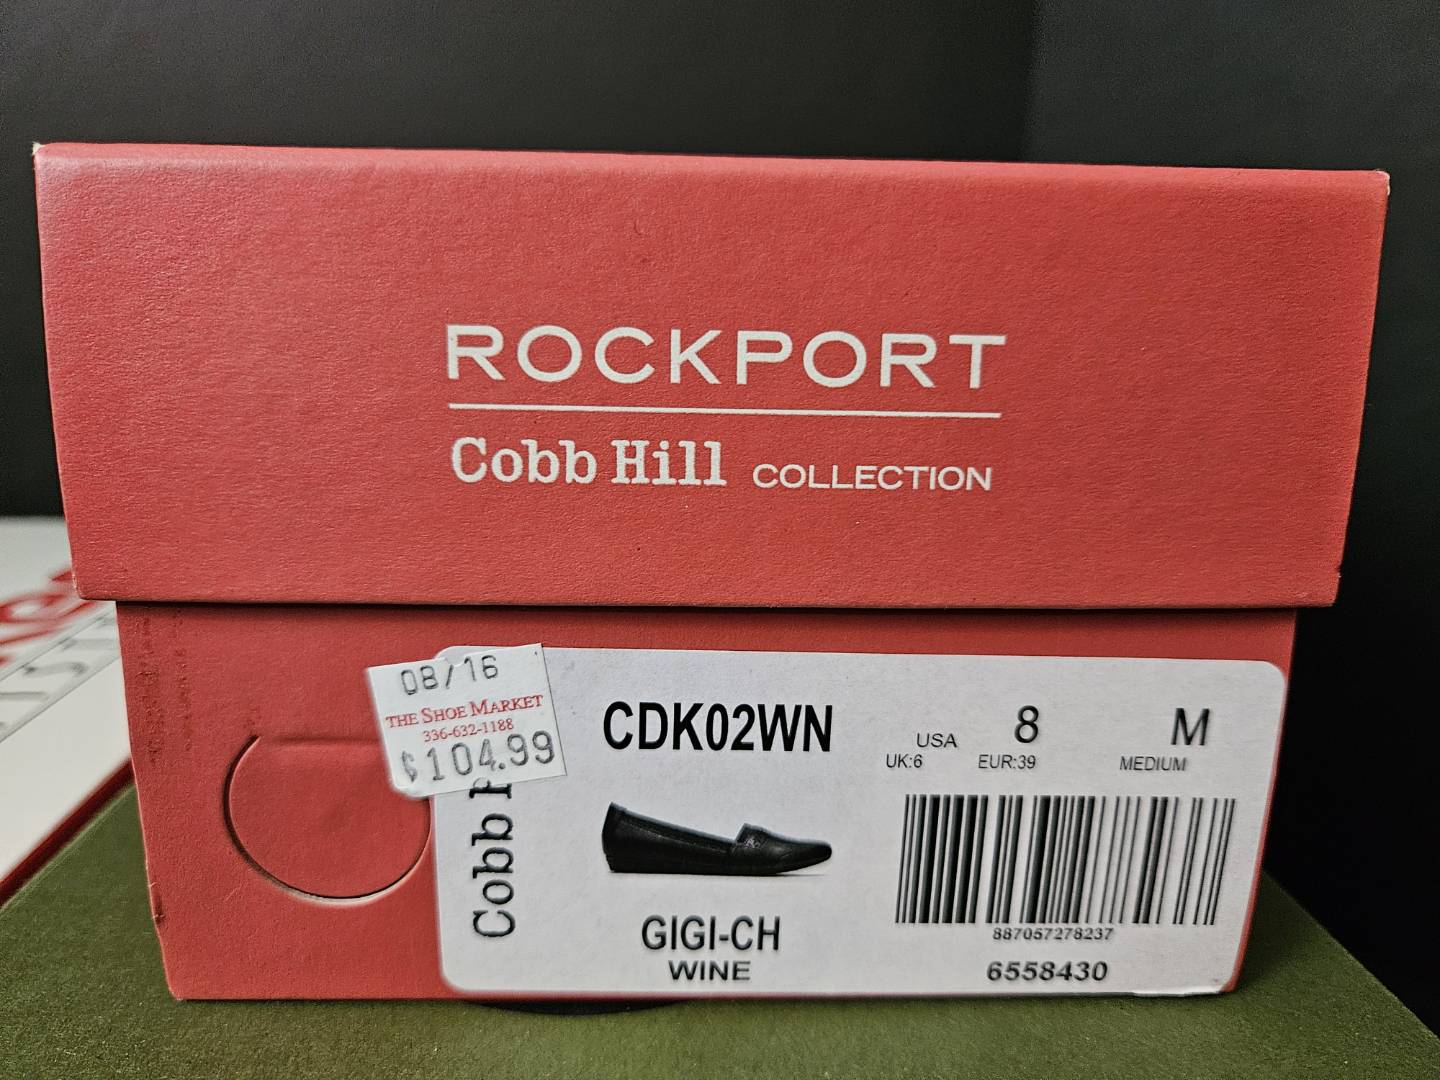 ROCKPORT
Cobb Hill COLLECTION
08/16
THE SHOE MARKET
336-632-1188
$104.99
Cobb
CDK02WN
USA 8 M
UK:6 EUR:39 MEDIUM
GIGI-CH
WINE
887057278237
6558430